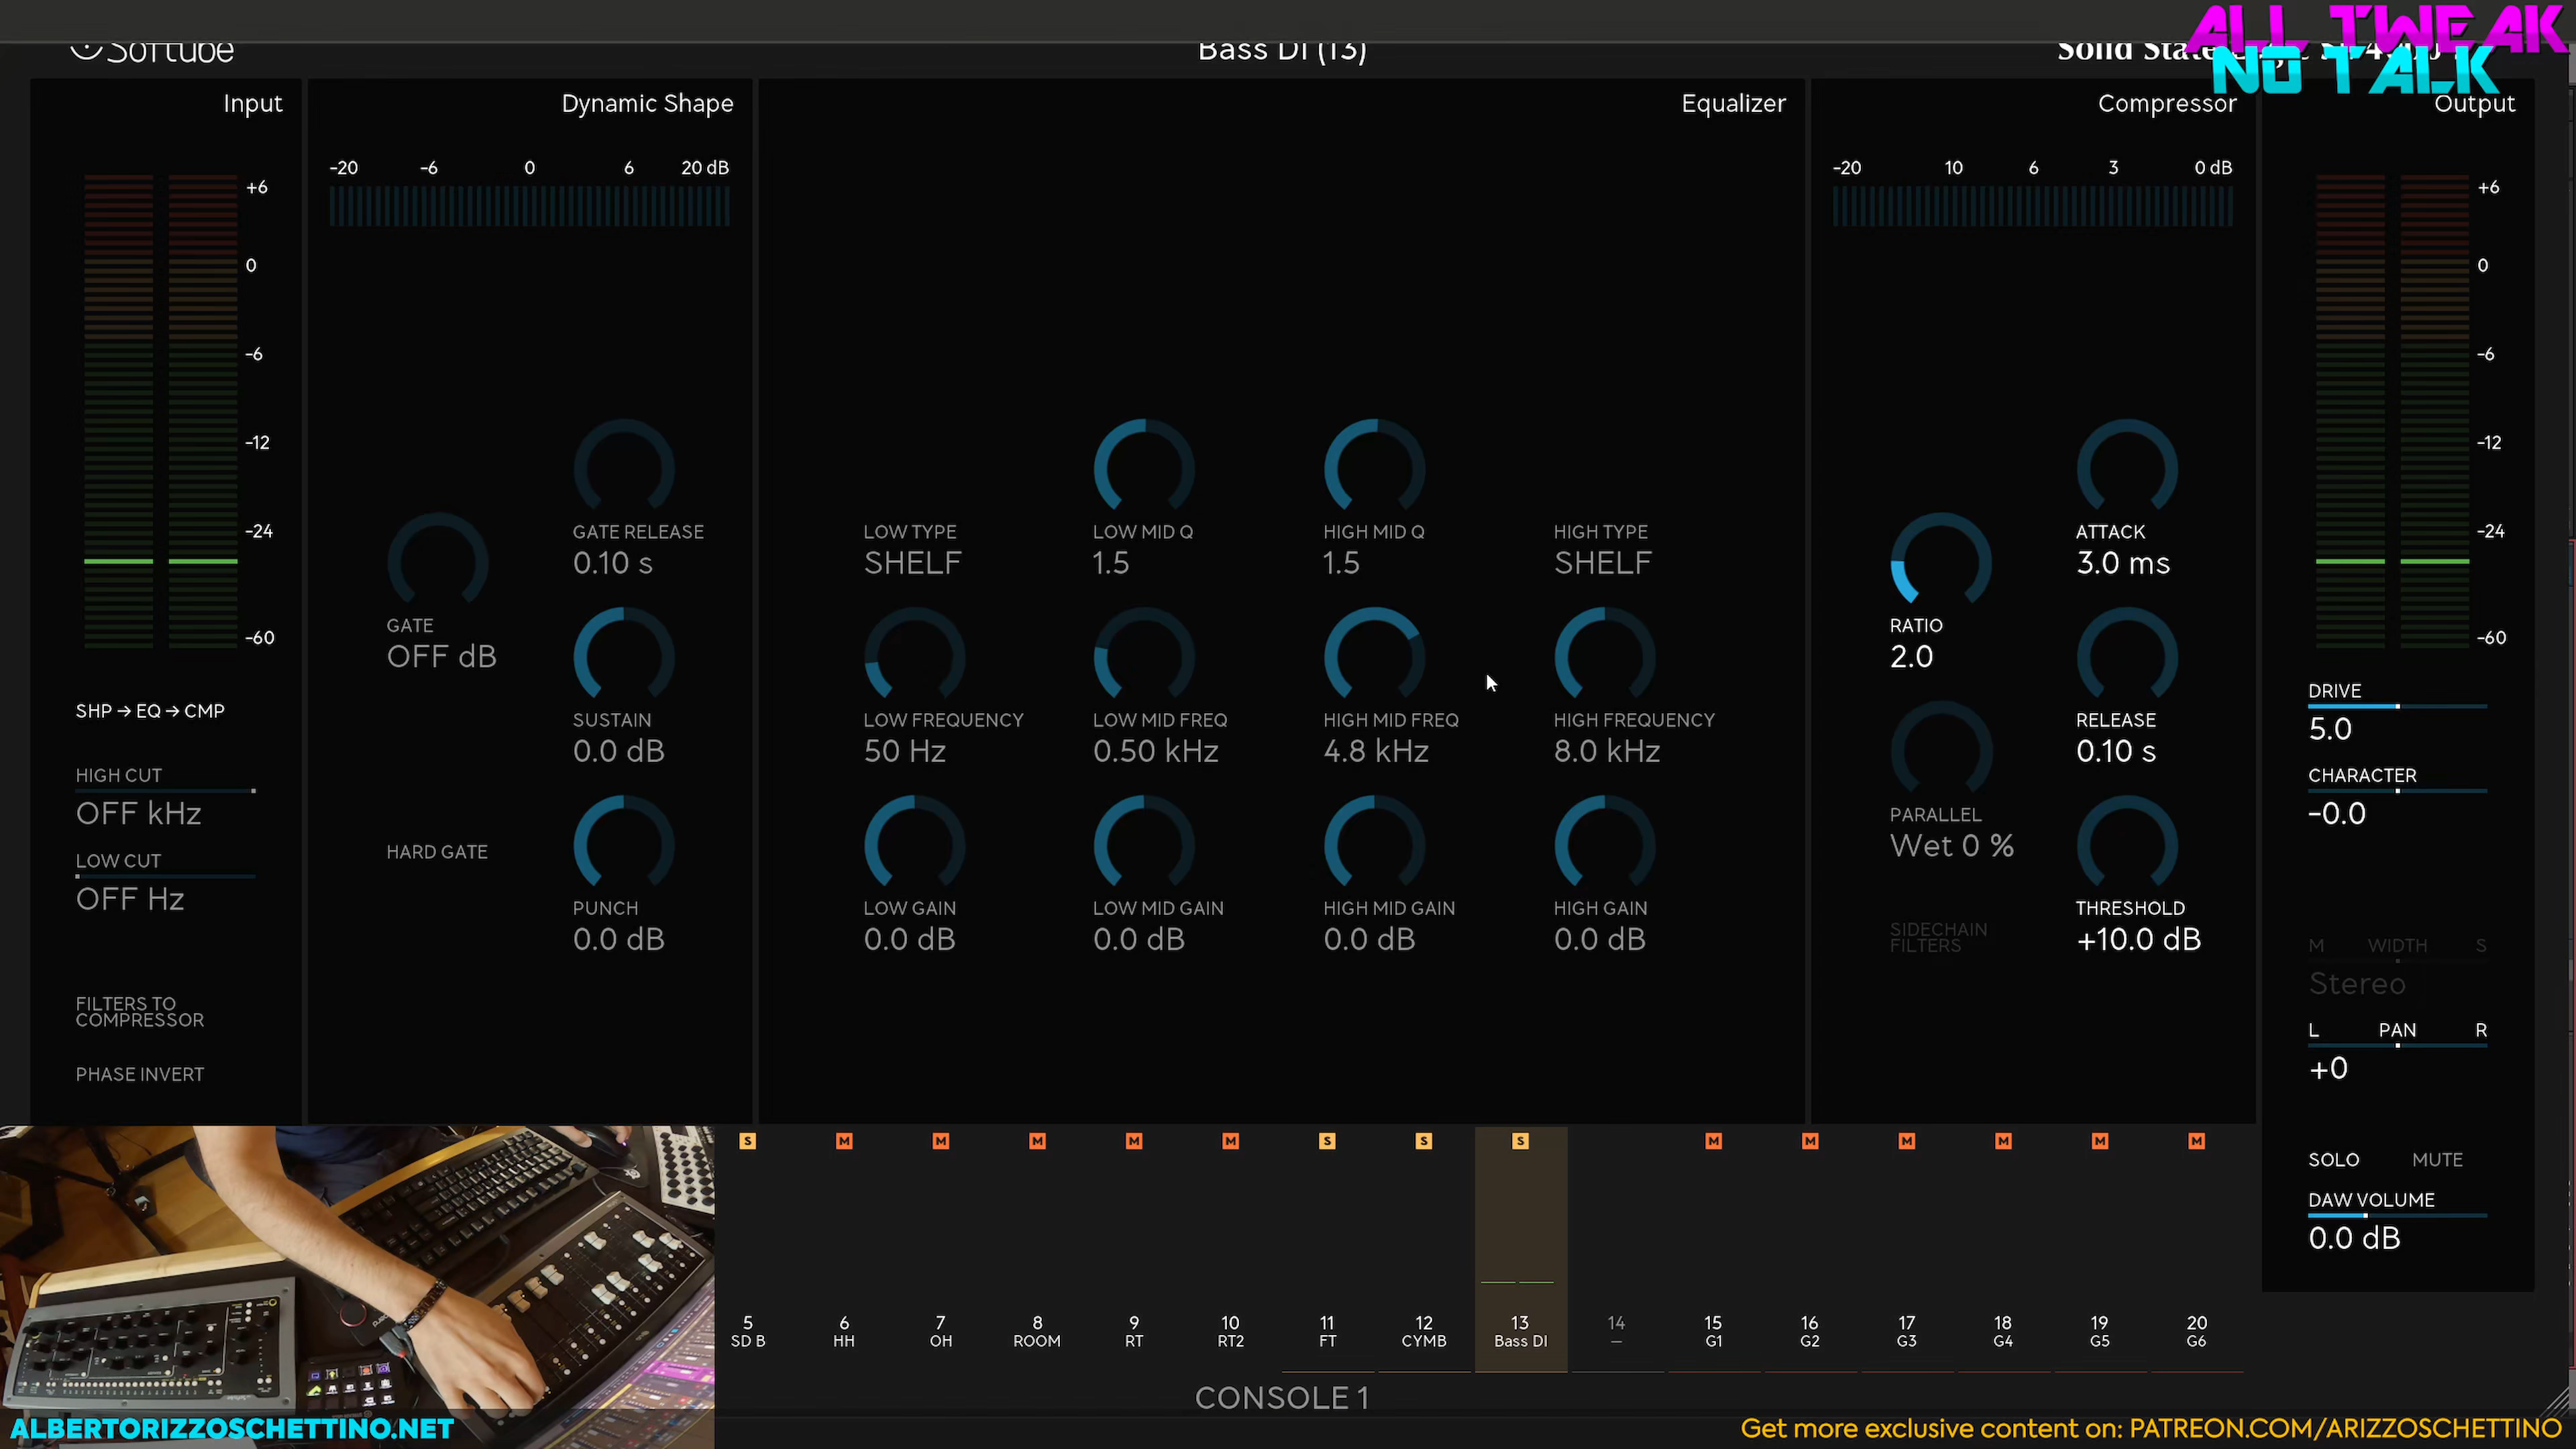 Softube
Bass DI (13)
Solid State
ALL TWEAK
NO TALK
Input
Dynamic Shape
Equalizer
Compressor
Output
+6
0
-6
-12
-24
-60
-20 -6 0 6 20 dB
-20 10 6 3 0 dB
+6
0
-6
-12
-24
-60
SHP → EQ → CMP
HIGH CUT
OFF kHz
LOW CUT
OFF Hz
FILTERS TO
COMPRESSOR
PHASE INVERT
GATE
OFF dB
HARD GATE
GATE RELEASE
0.10 s
SUSTAIN
0.0 dB
PUNCH
0.0 dB
LOW TYPE
SHELF
LOW MID Q
1.5
HIGH MID Q
1.5
HIGH TYPE
SHELF
LOW FREQUENCY
50 Hz
LOW MID FREQ
0.50 kHz
HIGH MID FREQ
4.8 kHz
HIGH FREQUENCY
8.0 kHz
LOW GAIN
0.0 dB
LOW MID GAIN
0.0 dB
HIGH MID GAIN
0.0 dB
HIGH GAIN
0.0 dB
RATIO
2.0
PARALLEL
Wet 0 %
SIDECHAIN
FILTERS
ATTACK
3.0 ms
RELEASE
0.10 s
THRESHOLD
+10.0 dB
DRIVE
5.0
CHARACTER
-0.0
M WIDTH S
Stereo
L PAN R
+0
SOLO MUTE
DAW VOLUME
0.0 dB
S M M M M M S S S M M M M M M
5 6 7 8 9 10 11 12 13 14 15 16 17 18 19 20
SD B HH OH ROOM RT RT2 FT CYMB Bass DI — G1 G2 G3 G4 G5 G6
CONSOLE 1
ALBERTORIZZOSCHETTINO.NET
Get more exclusive content on: PATREON.COM/ARIZZOSCHETTINO